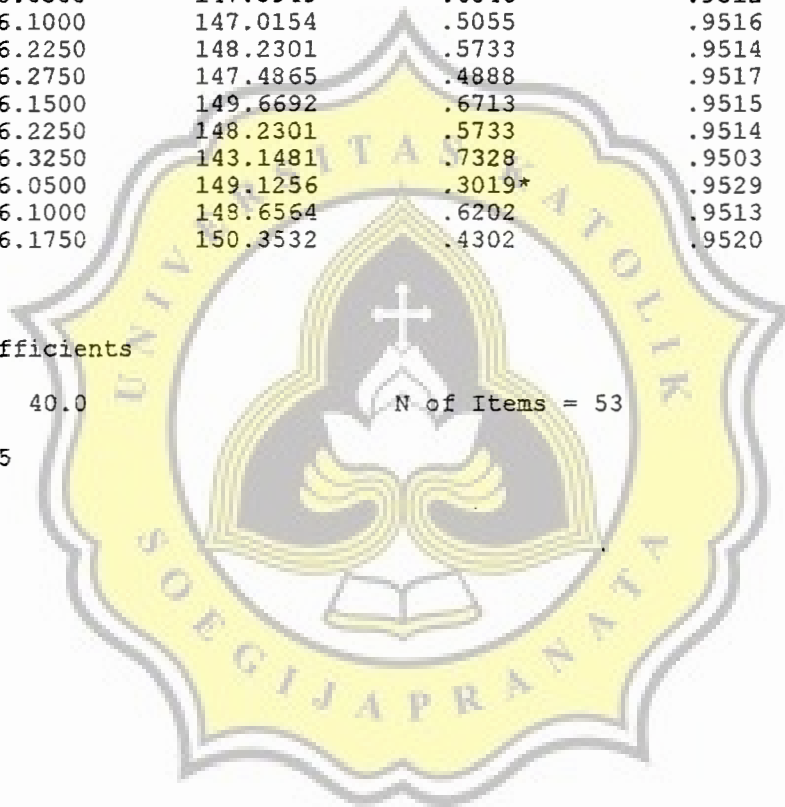 6.1000 147.0154 .5055 .9516
6.2250 148.2301 .5733 .9514
6.2750 147.4865 .4888 .9517
6.1500 149.6692 .6713 .9515
6.2250 148.2301 .5733 .9514
6.3250 143.1481 .7328 .9503
6.0500 149.1256 .3019* .9529
6.1000 148.6564 .6202 .9513
6.1750 150.3532 .4302 .9520
fficients
40.0 N of Items = 53
5
UNIVERSITAS KATOLIK
SOEGIJAPRANATA